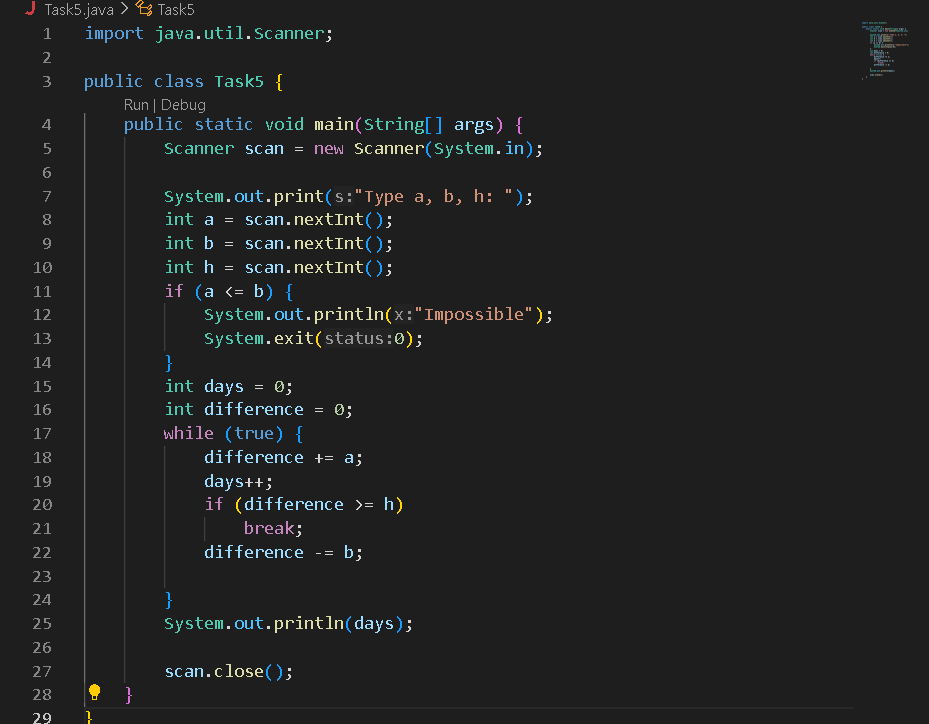 Task5.java > Task5
1 import java.util.Scanner;
2
3 public class Task5 {
Run | Debug
4 public static void main(String[] args) {
5 Scanner scan = new Scanner(System.in);
6
7 System.out.print(s:"Type a, b, h: ");
8 int a = scan.nextInt();
9 int b = scan.nextInt();
10 int h = scan.nextInt();
11 if (a <= b) {
12 System.out.println(x:"Impossible");
13 System.exit(status:0);
14 }
15 int days = 0;
16 int difference = 0;
17 while (true) {
18 difference += a;
19 days++;
20 if (difference >= h)
21 break;
22 difference -= b;
23
24 }
25 System.out.println(days);
26
27 scan.close();
28 }
29 }